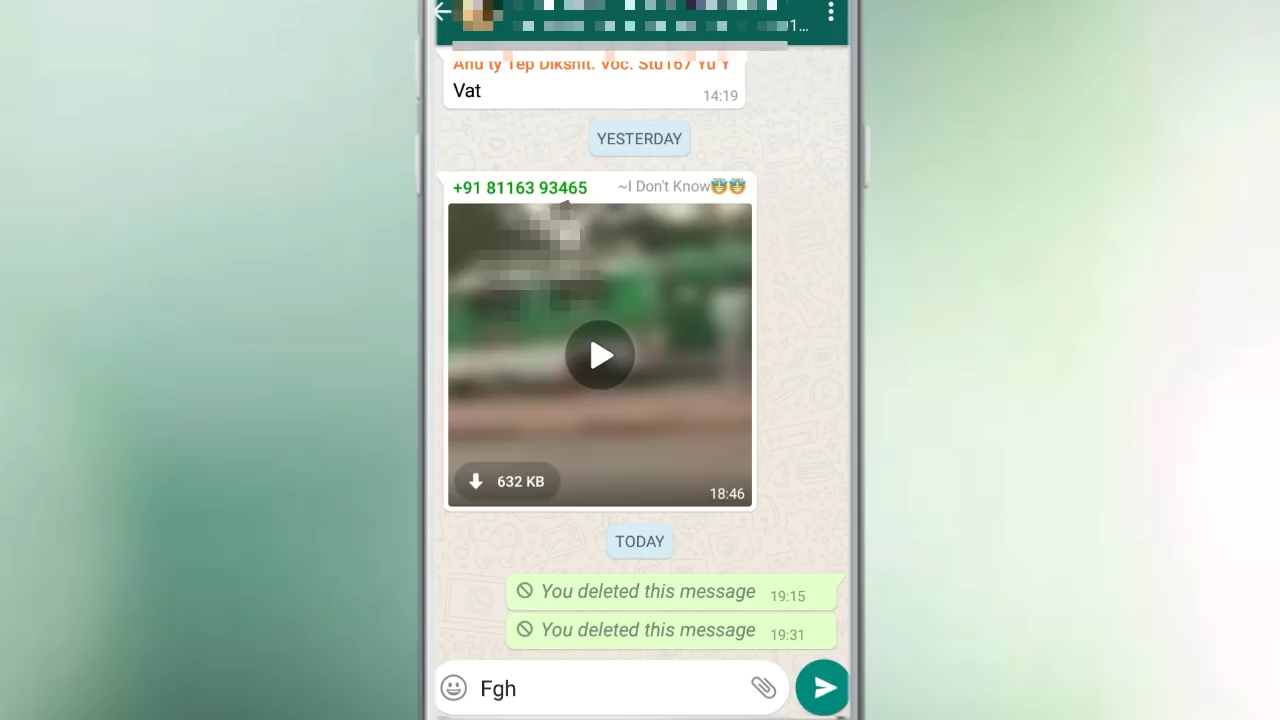 1...
Vat
14:19
YESTERDAY
+91 81163 93465 ~I Don't Know🤩🤩
632 KB
18:46
TODAY
You deleted this message 19:15
You deleted this message 19:31
Fgh